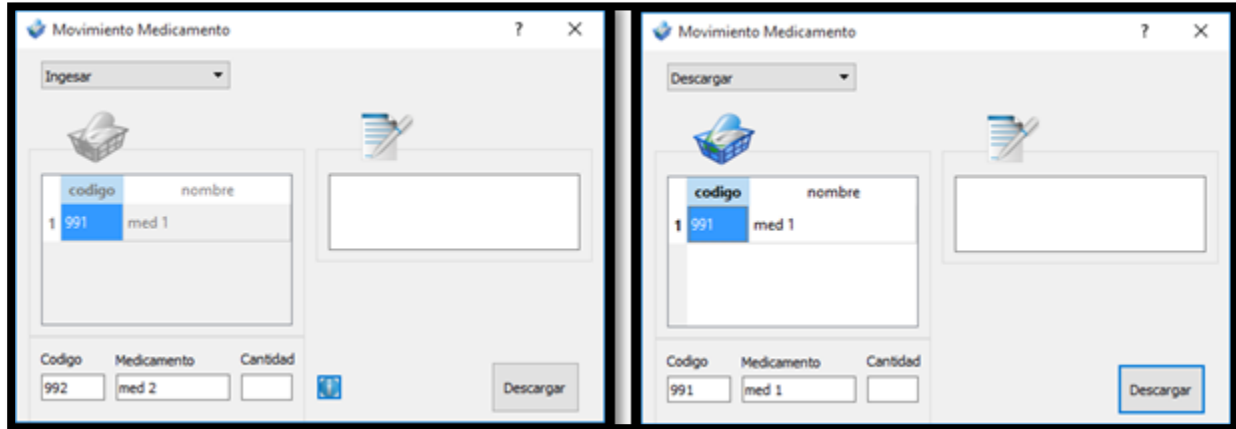 Movimiento Medicamento ?
Ingesar
codigo nombre
1 991 med 1
Codigo Medicamento Cantidad
992 med 2
Descargar
Movimiento Medicamento ?
Descargar
codigo nombre
1 991 med 1
Codigo Medicamento Cantidad
991 med 1
Descargar